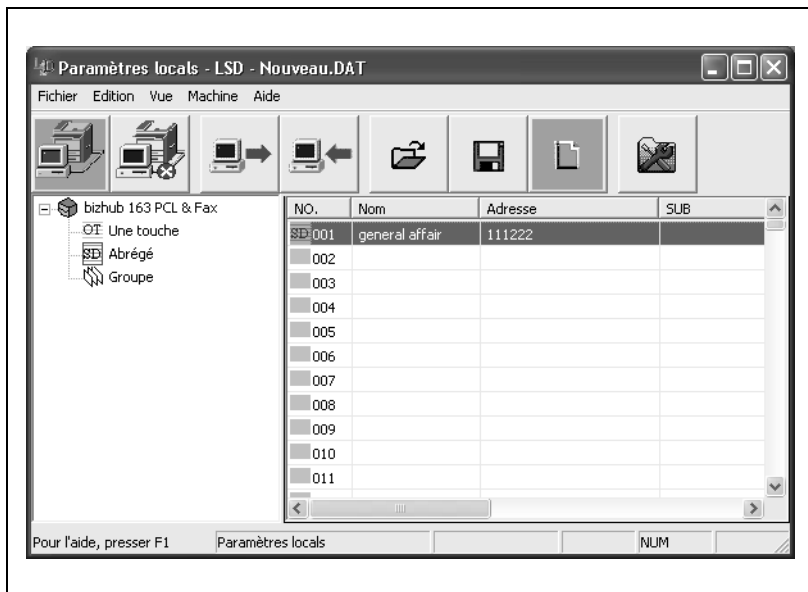 Paramètres locals - LSD - Nouveau.DAT
Fichier Edition Vue Machine Aide
bizhub 163 PCL & Fax
OT Une touche
SD Abrégé
Groupe
NO. Nom Adresse SUB
SD 001 general affair 111222
002
003
004
005
006
007
008
009
010
011
Pour l'aide, presser F1 Paramètres locals NUM